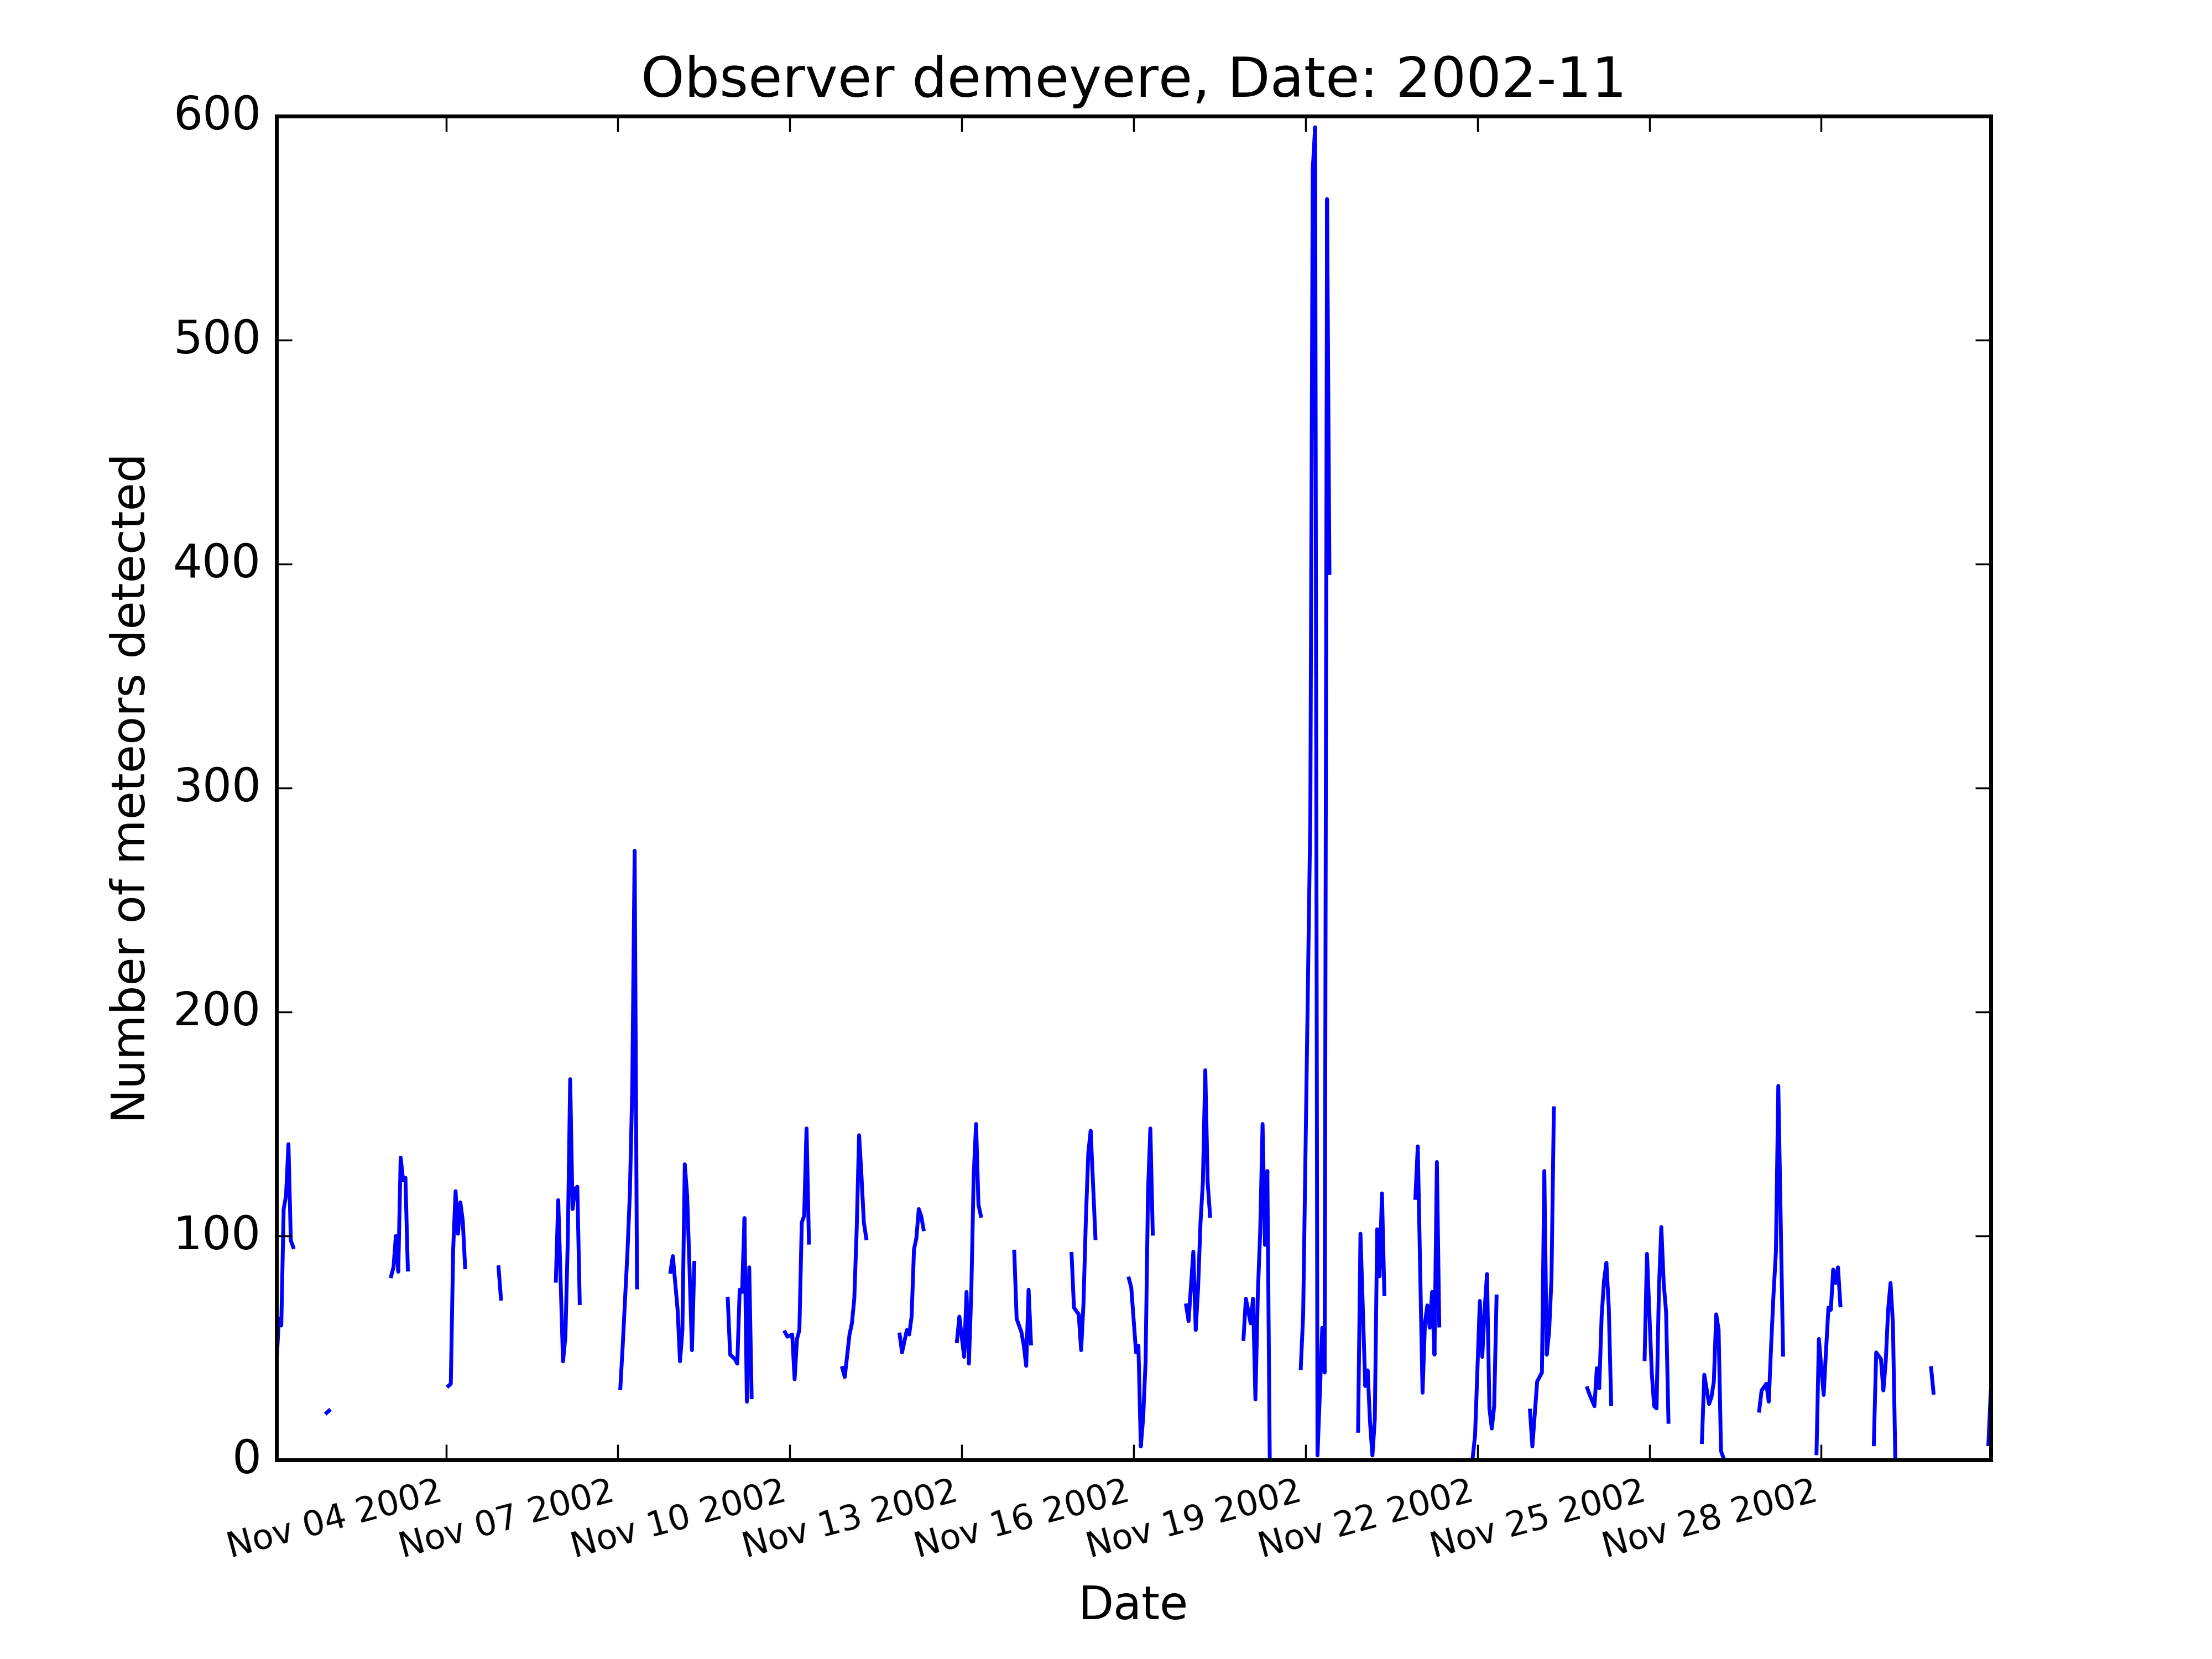 Observer demeyere, Date: 2002-11
Number of meteors detected
600
500
400
300
200
100
0
Nov 04 2002
Nov 07 2002
Nov 10 2002
Nov 13 2002
Nov 16 2002
Nov 19 2002
Nov 22 2002
Nov 25 2002
Nov 28 2002
Date